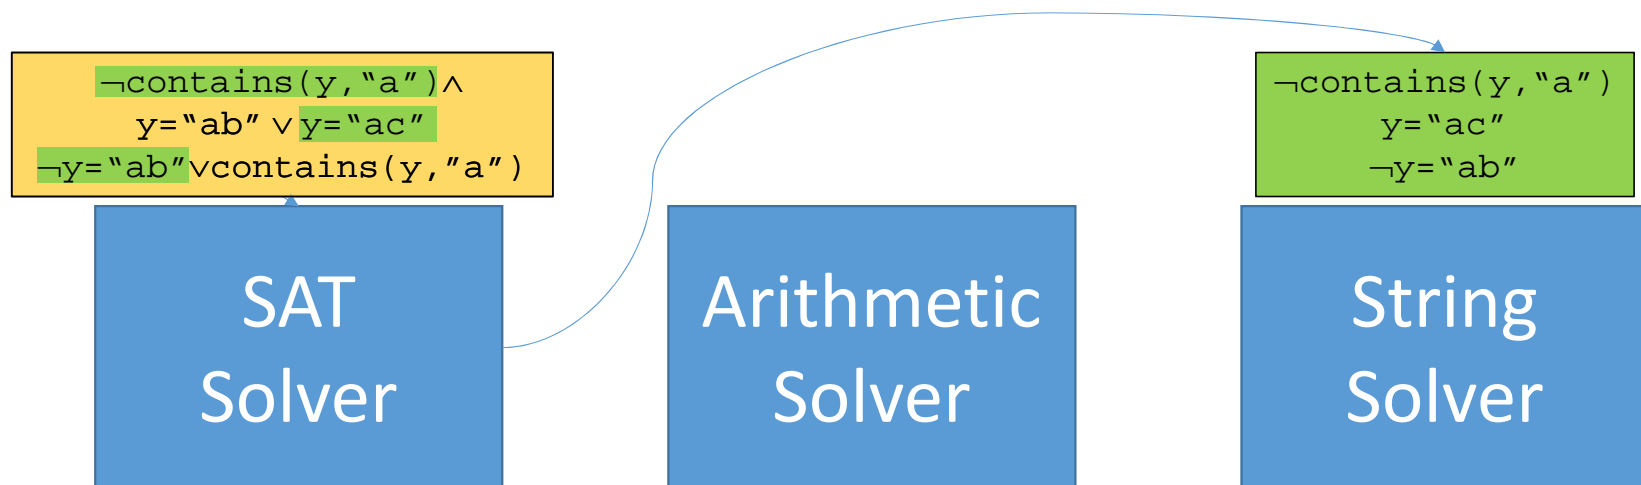 ¬contains(y,“a”)∧
y=“ab” ∨ y=“ac”
¬y=“ab”∨contains(y,”a”)
¬contains(y,“a”)
y=“ac”
¬y=“ab”
SAT
Solver
Arithmetic
Solver
String
Solver